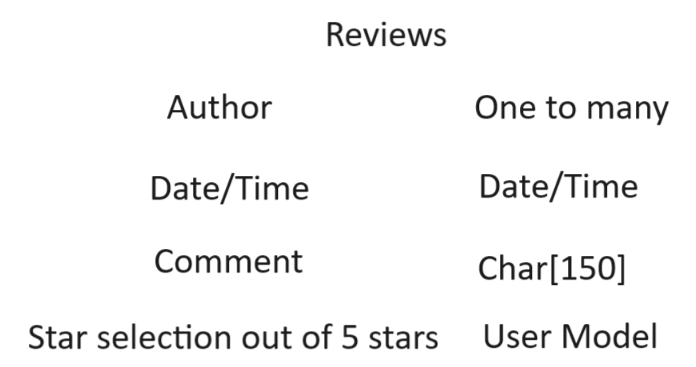 Reviews
Author One to many
Date/Time Date/Time
Comment Char[150]
Star selection out of 5 stars User Model